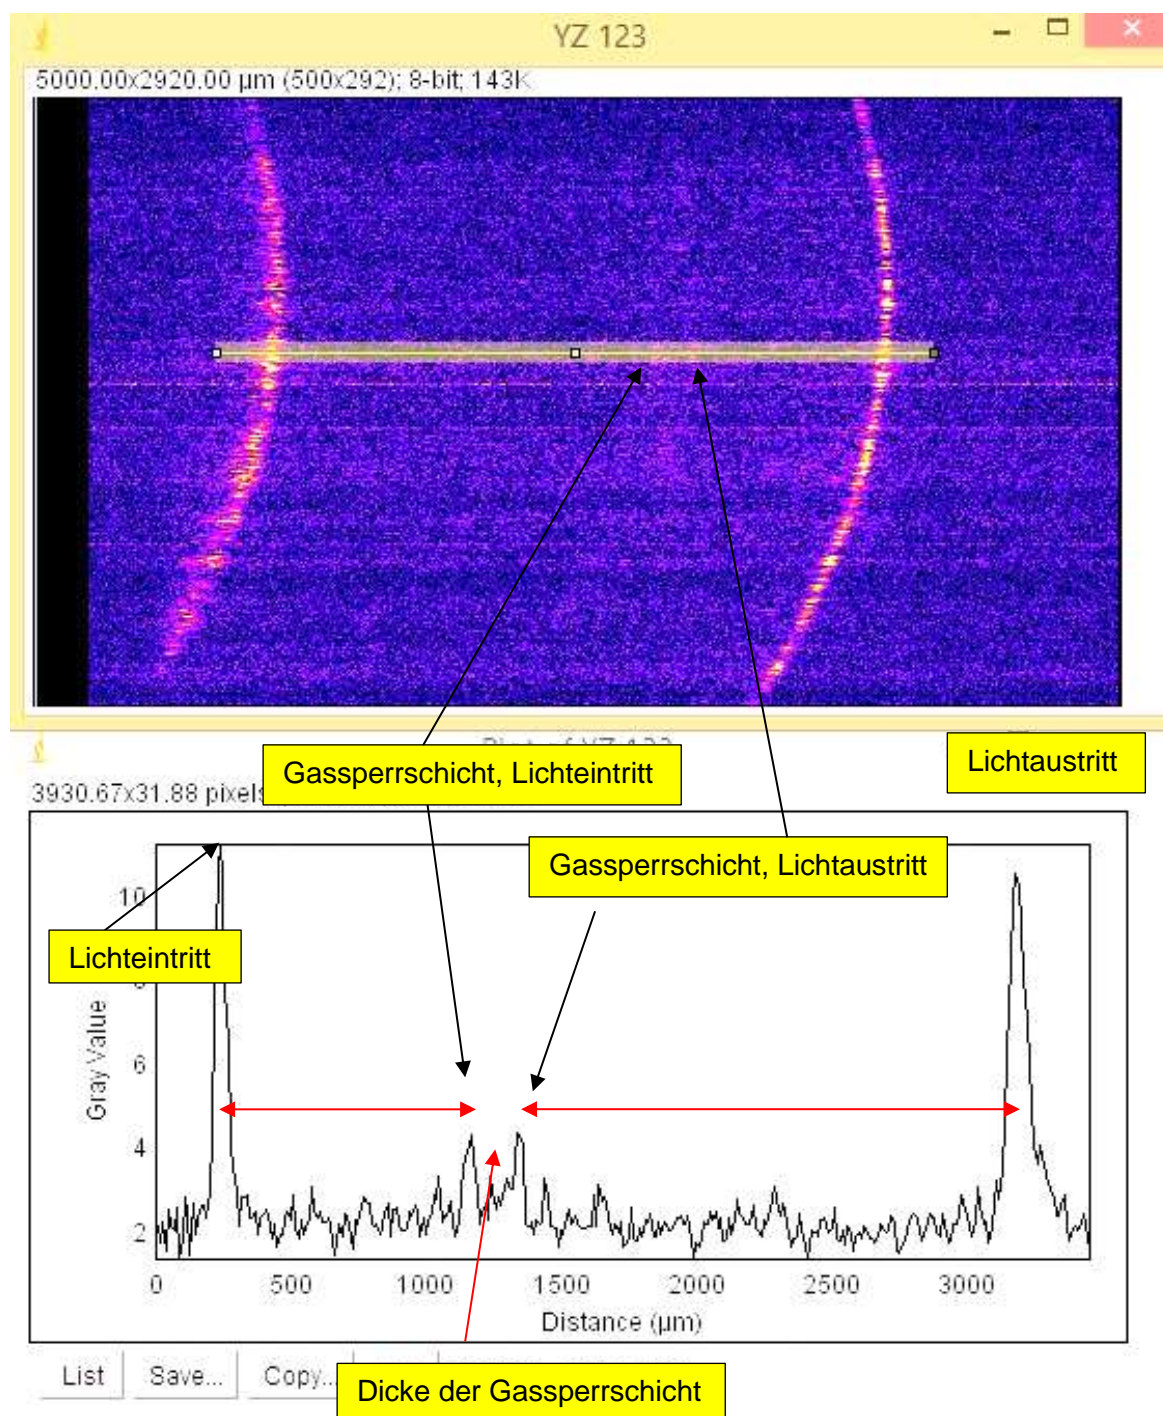 YZ 123
5000.00x2920.00 µm (500x292); 8-bit; 143K
Gassperrschicht, Lichteintritt
Lichtaustritt
3930.67x31.88 pixels
Gassperrschicht, Lichtaustritt
10
Lichteintritt
6
4
2
Gray Value
0 500 1000 1500 2000 2500 3000
Distance (µm)
List Save... Copy...
Dicke der Gassperrschicht